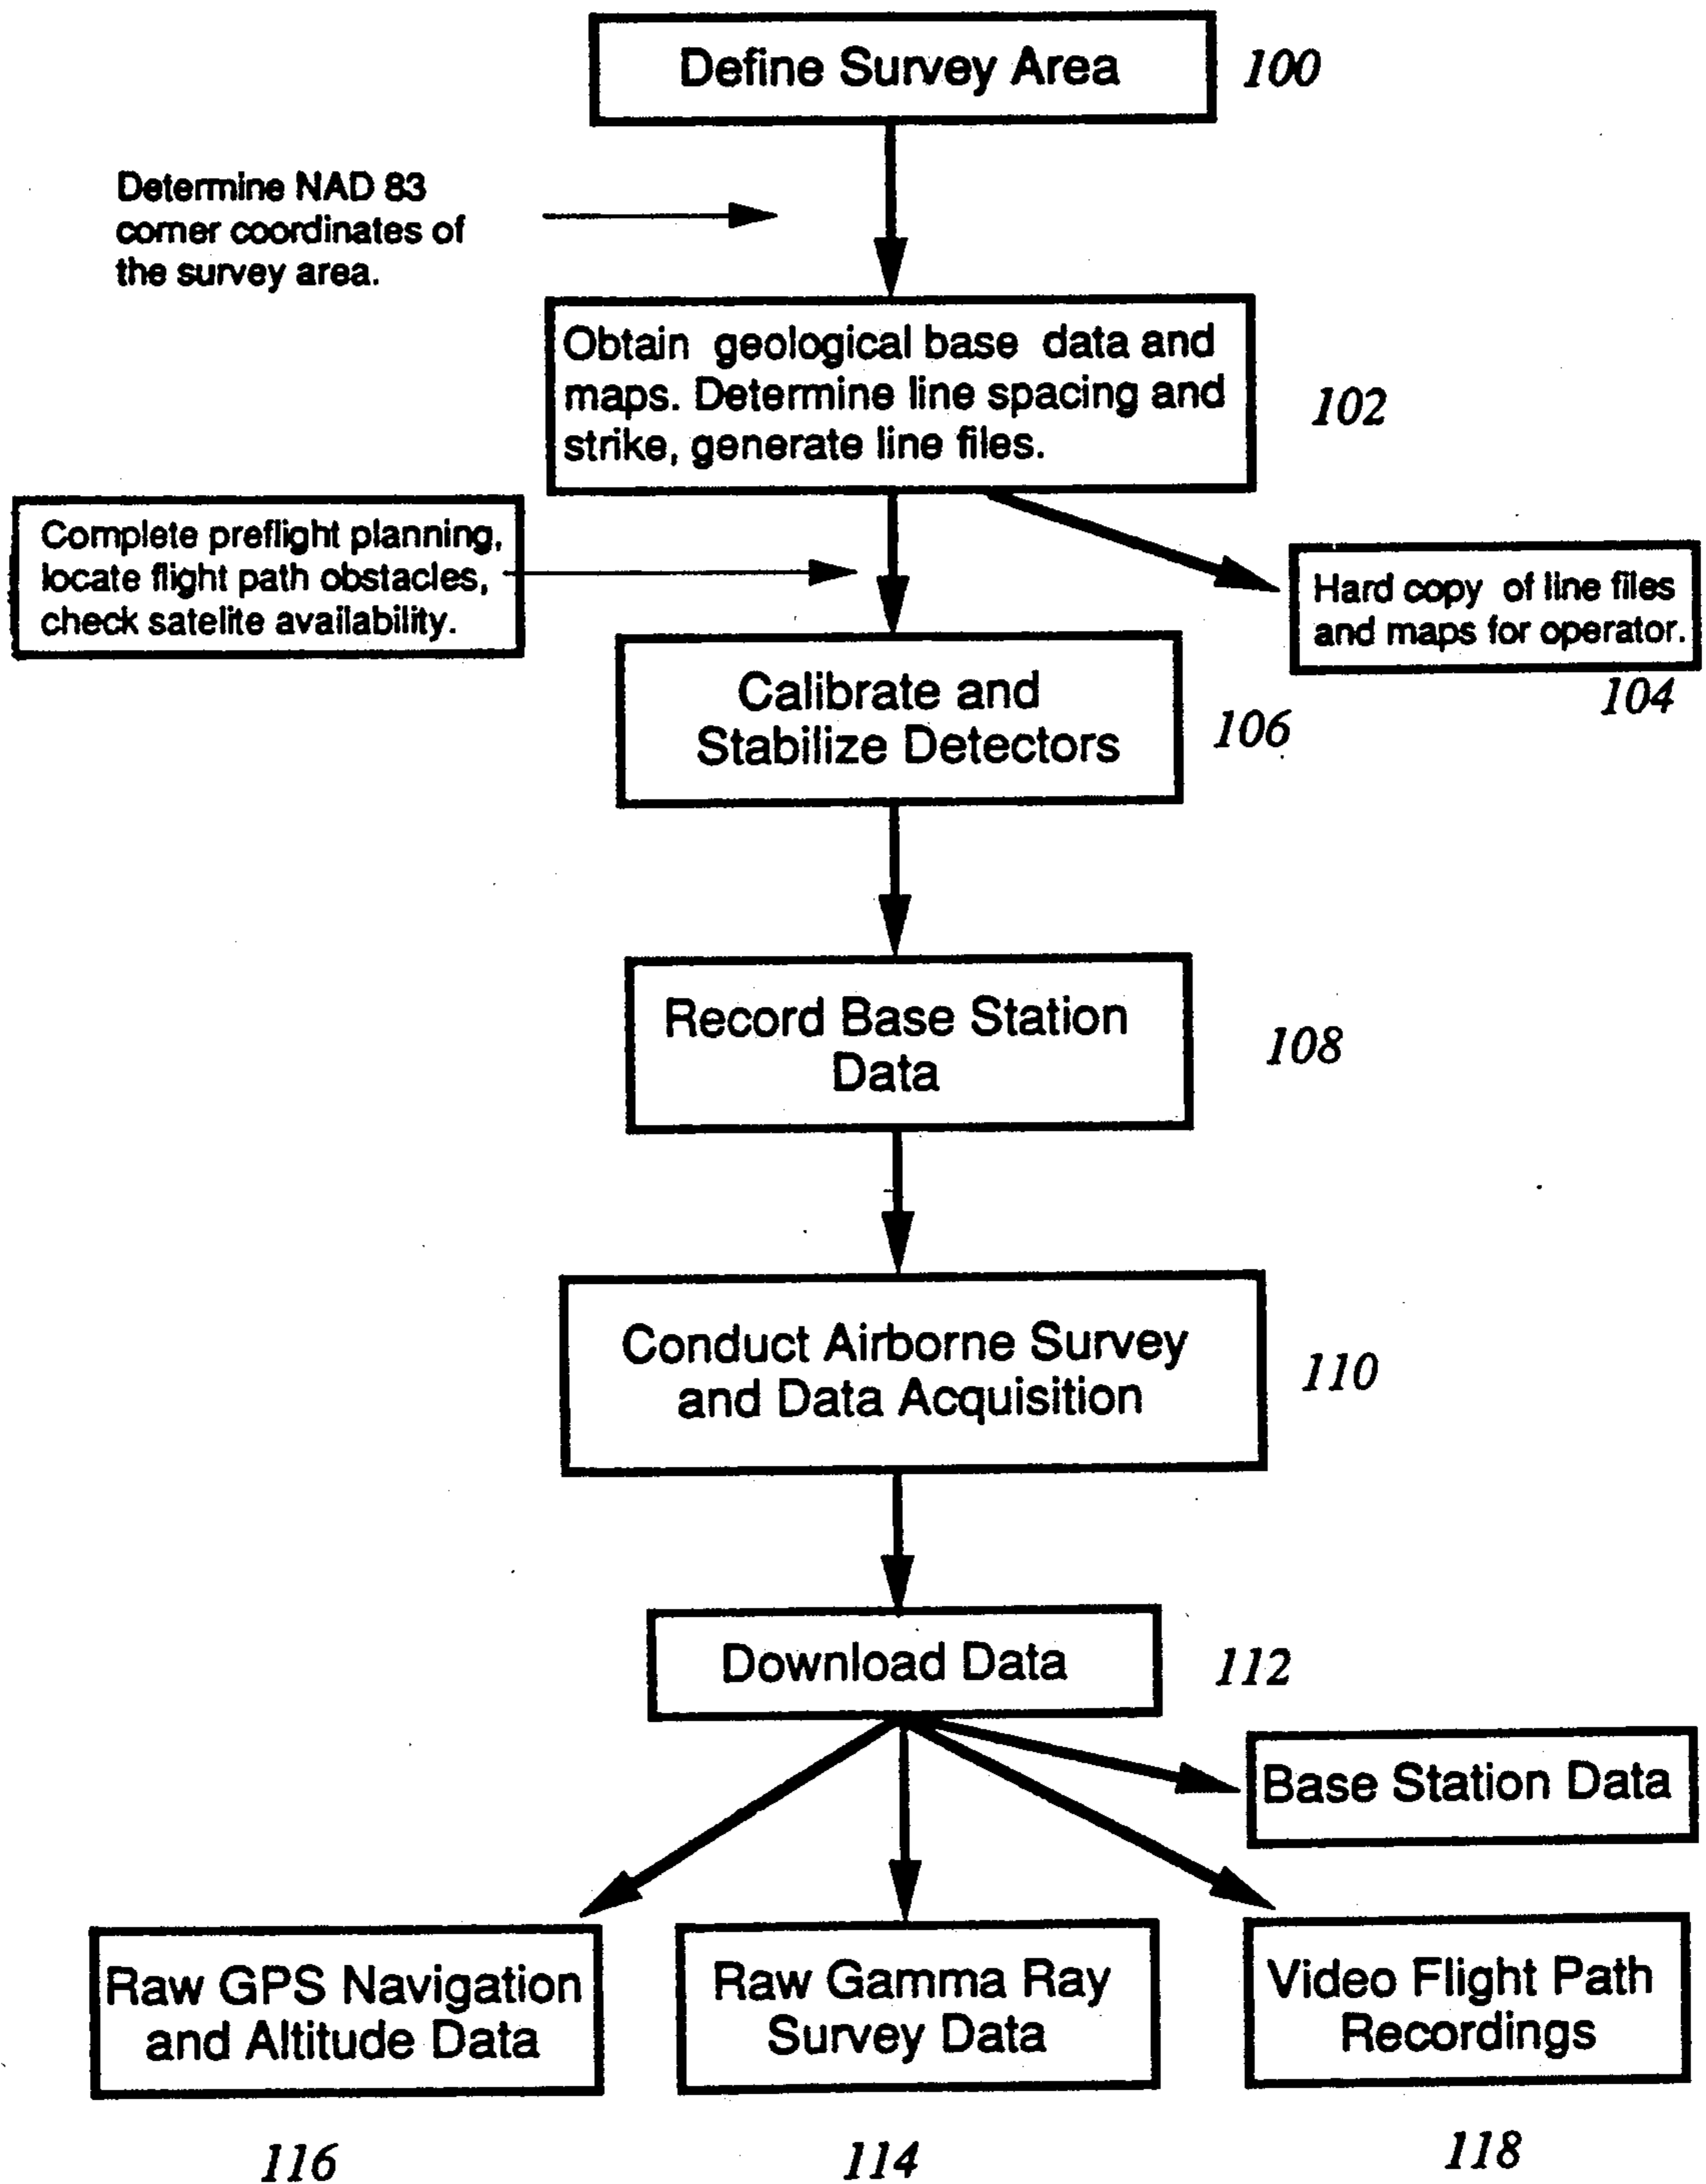 Define Survey Area
100
Determine NAD 83
corner coordinates of
the survey area.
Obtain geological base data and
maps. Determine line spacing and
strike, generate line files.
102
Complete preflight planning,
locate flight path obstacles,
check satelite availability.
Hard copy of line files
and maps for operator.
104
Calibrate and
Stabilize Detectors
106
Record Base Station
Data
108
Conduct Airborne Survey
and Data Acquisition
110
Download Data
112
Base Station Data
Raw GPS Navigation
and Altitude Data
116
Raw Gamma Ray
Survey Data
114
Video Flight Path
Recordings
118